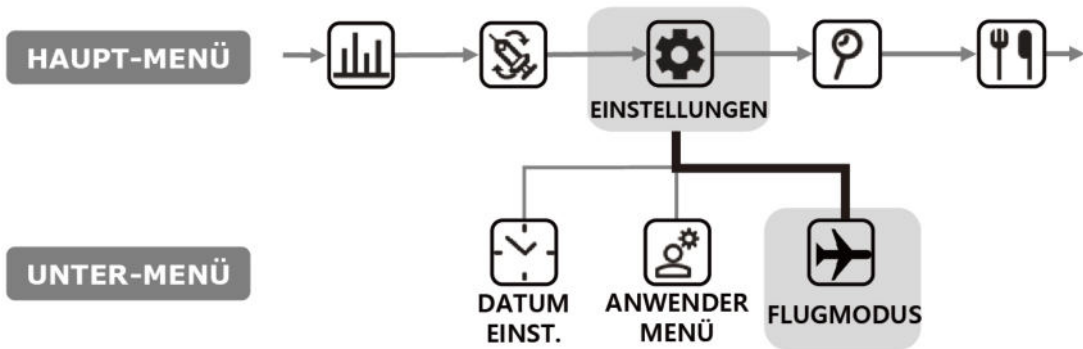 HAUPT-MENÜ
EINSTELLUNGEN
UNTER-MENÜ
DATUM
EINST.
ANWENDER
MENÜ
FLUGMODUS